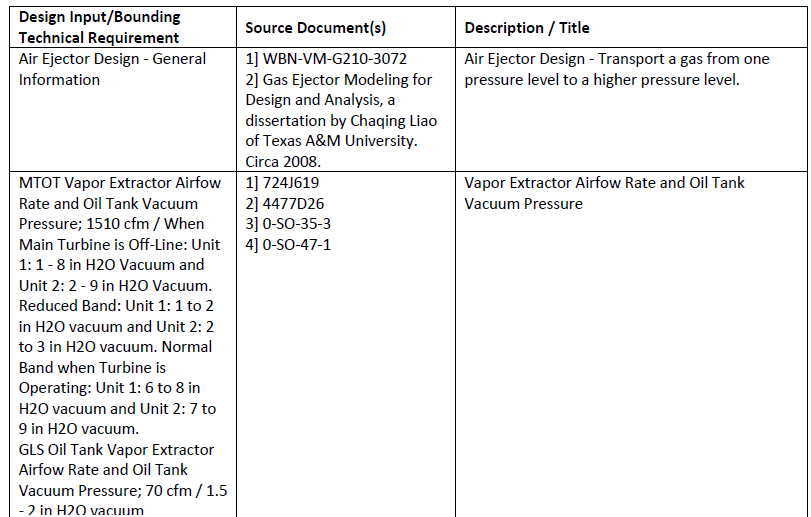 Design Input/Bounding
Technical Requirement
Source Document(s)
Description / Title
Air Ejector Design - General
Information
1] WBN-VM-G210-3072
2] Gas Ejector Modeling for
Design and Analysis, a
dissertation by Chaqing Liao
of Texas A&M University.
Circa 2008.
Air Ejector Design - Transport a gas from one
pressure level to a higher pressure level.
MTOT Vapor Extractor Airfow
Rate and Oil Tank Vacuum
Pressure; 1510 cfm / When
Main Turbine is Off-Line: Unit
1: 1 - 8 in H2O Vacuum and
Unit 2: 2 - 9 in H2O Vacuum.
Reduced Band: Unit 1: 1 to 2
in H2O vacuum and Unit 2: 2
to 3 in H2O vacuum. Normal
Band when Turbine is
Operating: Unit 1: 6 to 8 in
H2O vacuum and Unit 2: 7 to
9 in H2O vacuum.
GLS Oil Tank Vapor Extractor
Airfow Rate and Oil Tank
Vacuum Pressure; 70 cfm / 1.5
- 2 in H2O vacuum
1] 724J619
2] 4477D26
3] 0-SO-35-3
4] 0-SO-47-1
Vapor Extractor Airfow Rate and Oil Tank
Vacuum Pressure